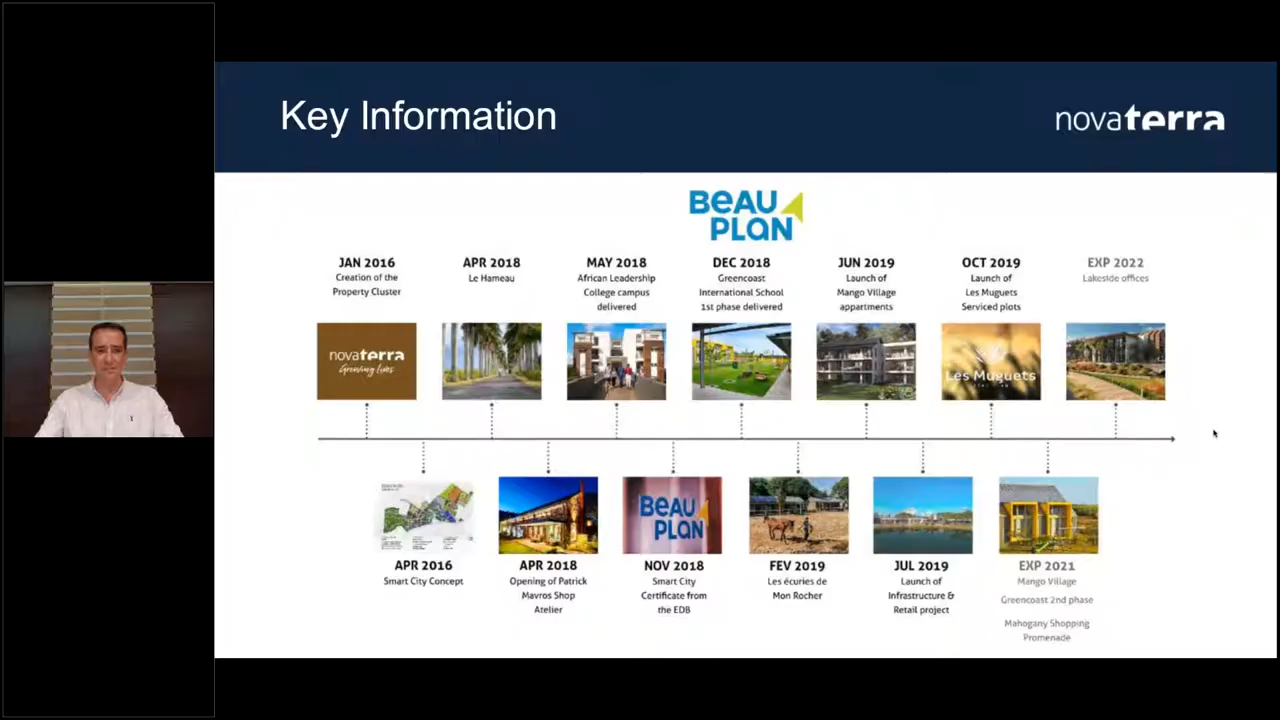 Key Information
novaterra
BEAU
PLAN
JAN 2016
Creation of the
Property Cluster
APR 2018
Le Hameau
MAY 2018
African Leadership
College campus
delivered
DEC 2018
Greencoast
International School
1st phase delivered
JUN 2019
Launch of
Mango Village
appartments
OCT 2019
Launch of
Les Muguets
Serviced plots
EXP 2022
Lakeside offices
novaterra
Growing lives
Les Muguets
BEAU
PLAN
APR 2016
Smart City Concept
APR 2018
Opening of Patrick
Mavros Shop
Atelier
NOV 2018
Smart City
Certificate from
the EDB
FEV 2019
Les écuries de
Mon Rocher
JUL 2019
Launch of
Infrastructure &
Retail project
EXP 2021
Mango Village
Greencoast 2nd phase
Mahogany Shopping
Promenade